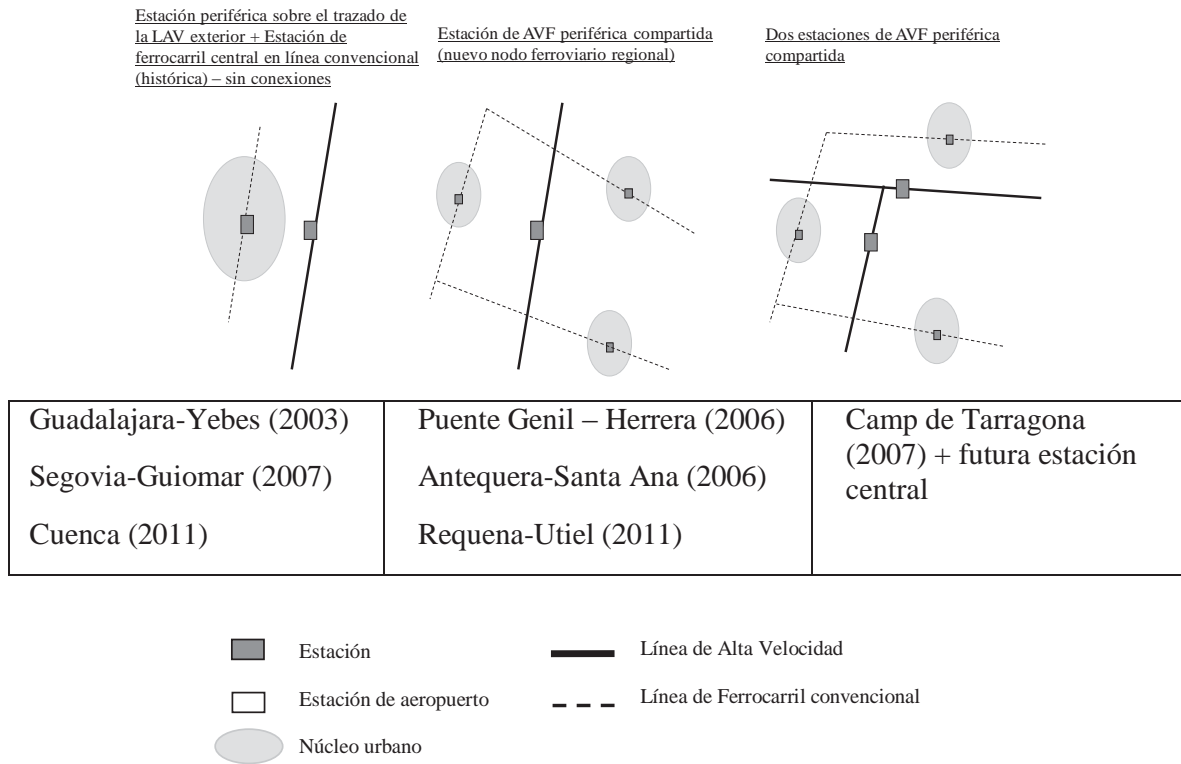 Estación periférica sobre el trazado de
la LAV exterior + Estación de
ferrocarril central en línea convencional
(histórica) – sin conexiones
Estación de AVF periférica compartida
(nuevo nodo ferroviario regional)
Dos estaciones de AVF periférica
compartida
Guadalajara-Yebes (2003)
Segovia-Guiomar (2007)
Cuenca (2011)
Puente Genil – Herrera (2006)
Antequera-Santa Ana (2006)
Requena-Utiel (2011)
Camp de Tarragona
(2007) + futura estación
central
Estación
Línea de Alta Velocidad
Estación de aeropuerto
Línea de Ferrocarril convencional
Núcleo urbano